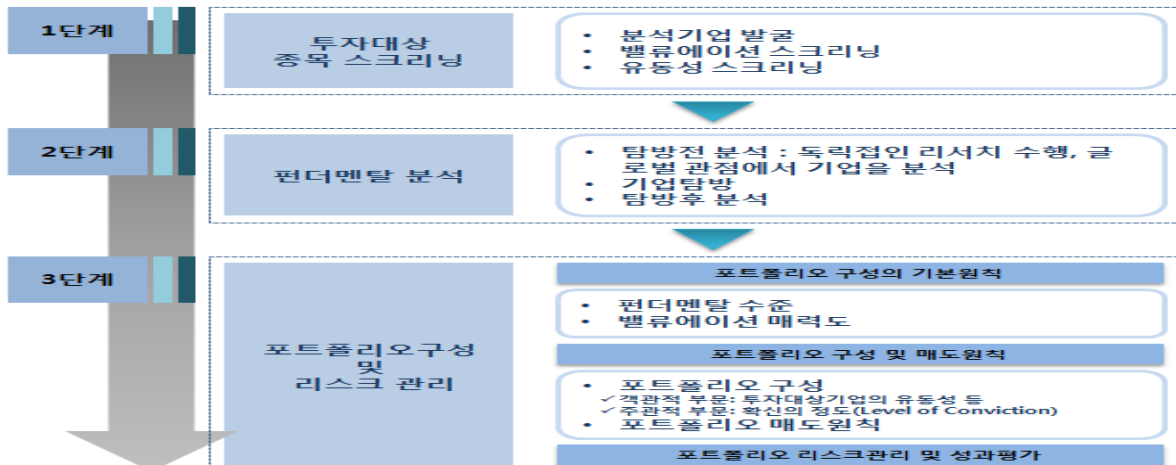 1단계
투자대상
종목 스크리닝
• 분석기업 발굴
• 밸류에이션 스크리닝
• 유동성 스크리닝
2단계
펀더멘탈 분석
• 탐방전 분석 : 독립접인 리서치 수행, 글
로벌 관점에서 기업을 분석
• 기업탐방
• 탐방후 분석
3단계
포트폴리오구성
및
리스크 관리
포트폴리오 구성의 기본원칙
• 펀더멘탈 수준
• 밸류에이션 매력도
포트폴리오 구성 및 매도원칙
• 포트폴리오 구성
✓객관적 부문: 투자대상기업의 유동성 등
✓주관적 부문: 확신의 정도(Level of Conviction)
• 포트폴리오 매도원칙
포트폴리오 리스크관리 및 성과평가